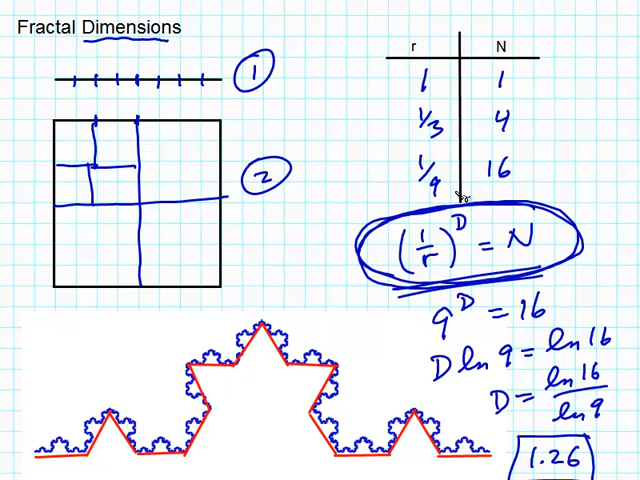 Fractal Dimensions
1
2
r N
1 1
1/3 4
1/9 16
(1/r)^D = N
9^D = 16
D ln 9 = ln 16
D = ln 16 / ln 9
1.26